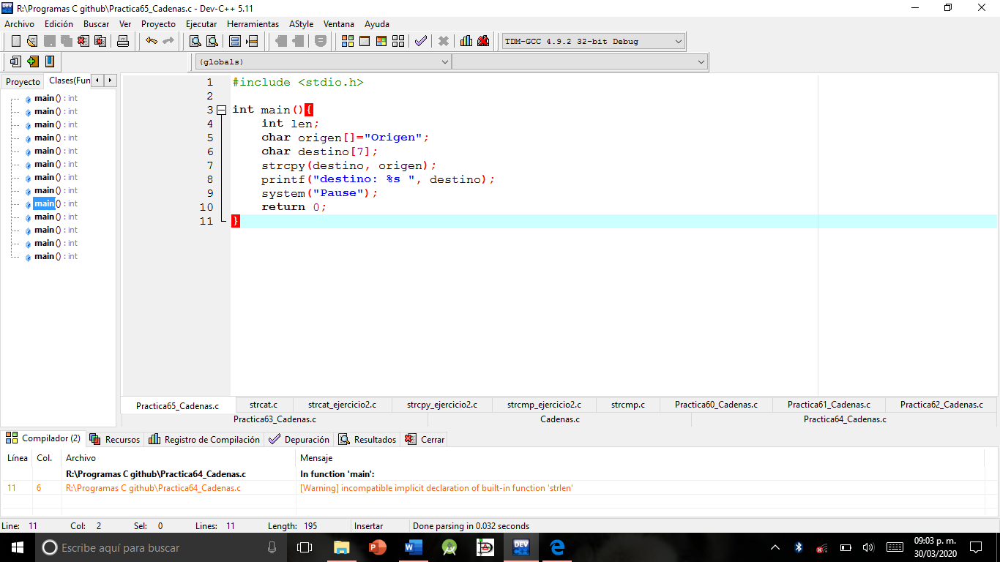 R:\Programas C github\Practica65_Cadenas.c - Dev-C++ 5.11
Archivo Edición Buscar Ver Proyecto Ejecutar Herramientas AStyle Ventana Ayuda
TDM-GCC 4.9.2 32-bit Debug
(globals)
Proyecto Clases(Fun
main() : int
main() : int
main() : int
main() : int
main() : int
main() : int
main() : int
main() : int
main() : int
main() : int
main() : int
main() : int
main() : int
1 #include <stdio.h>
2
3 int main(){
4 int len;
5 char origen[]="Origen";
6 char destino[7];
7 strcpy(destino, origen);
8 printf("destino: %s ", destino);
9 system("Pause");
10 return 0;
11 }
Practica65_Cadenas.c strcat.c strcat_ejercicio2.c strcpy_ejercicio2.c strcmp_ejercicio2.c strcmp.c Practica60_Cadenas.c Practica61_Cadenas.c Practica62_Cadenas.c
Practica63_Cadenas.c Cadenas.c Practica64_Cadenas.c
Compilador (2) Recursos Registro de Compilación Depuración Resultados Cerrar
Línea Col. Archivo Mensaje
R:\Programas C github\Practica64_Cadenas.c In function 'main':
11 6 R:\Programas C github\Practica64_Cadenas.c [Warning] incompatible implicit declaration of built-in function 'strlen'
Line: 11 Col: 2 Sel: 0 Lines: 11 Length: 195 Insertar Done parsing in 0.032 seconds
Escribe aquí para buscar
DEV
09:03 p. m.
30/03/2020